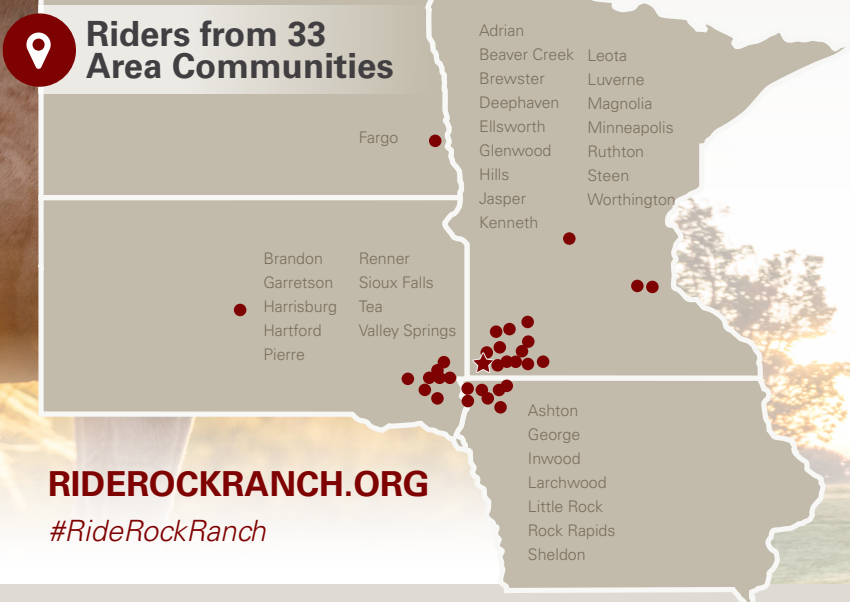 Riders from 33
Area Communities
Fargo
Adrian
Beaver Creek
Brewster
Deephaven
Ellsworth
Glenwood
Hills
Jasper
Kenneth
Leota
Luverne
Magnolia
Minneapolis
Ruthton
Steen
Worthington
Brandon
Garretson
Harrisburg
Hartford
Pierre
Renner
Sioux Falls
Tea
Valley Springs
Ashton
George
Inwood
Larchwood
Little Rock
Rock Rapids
Sheldon
RIDEROCKRANCH.ORG
#RideRockRanch